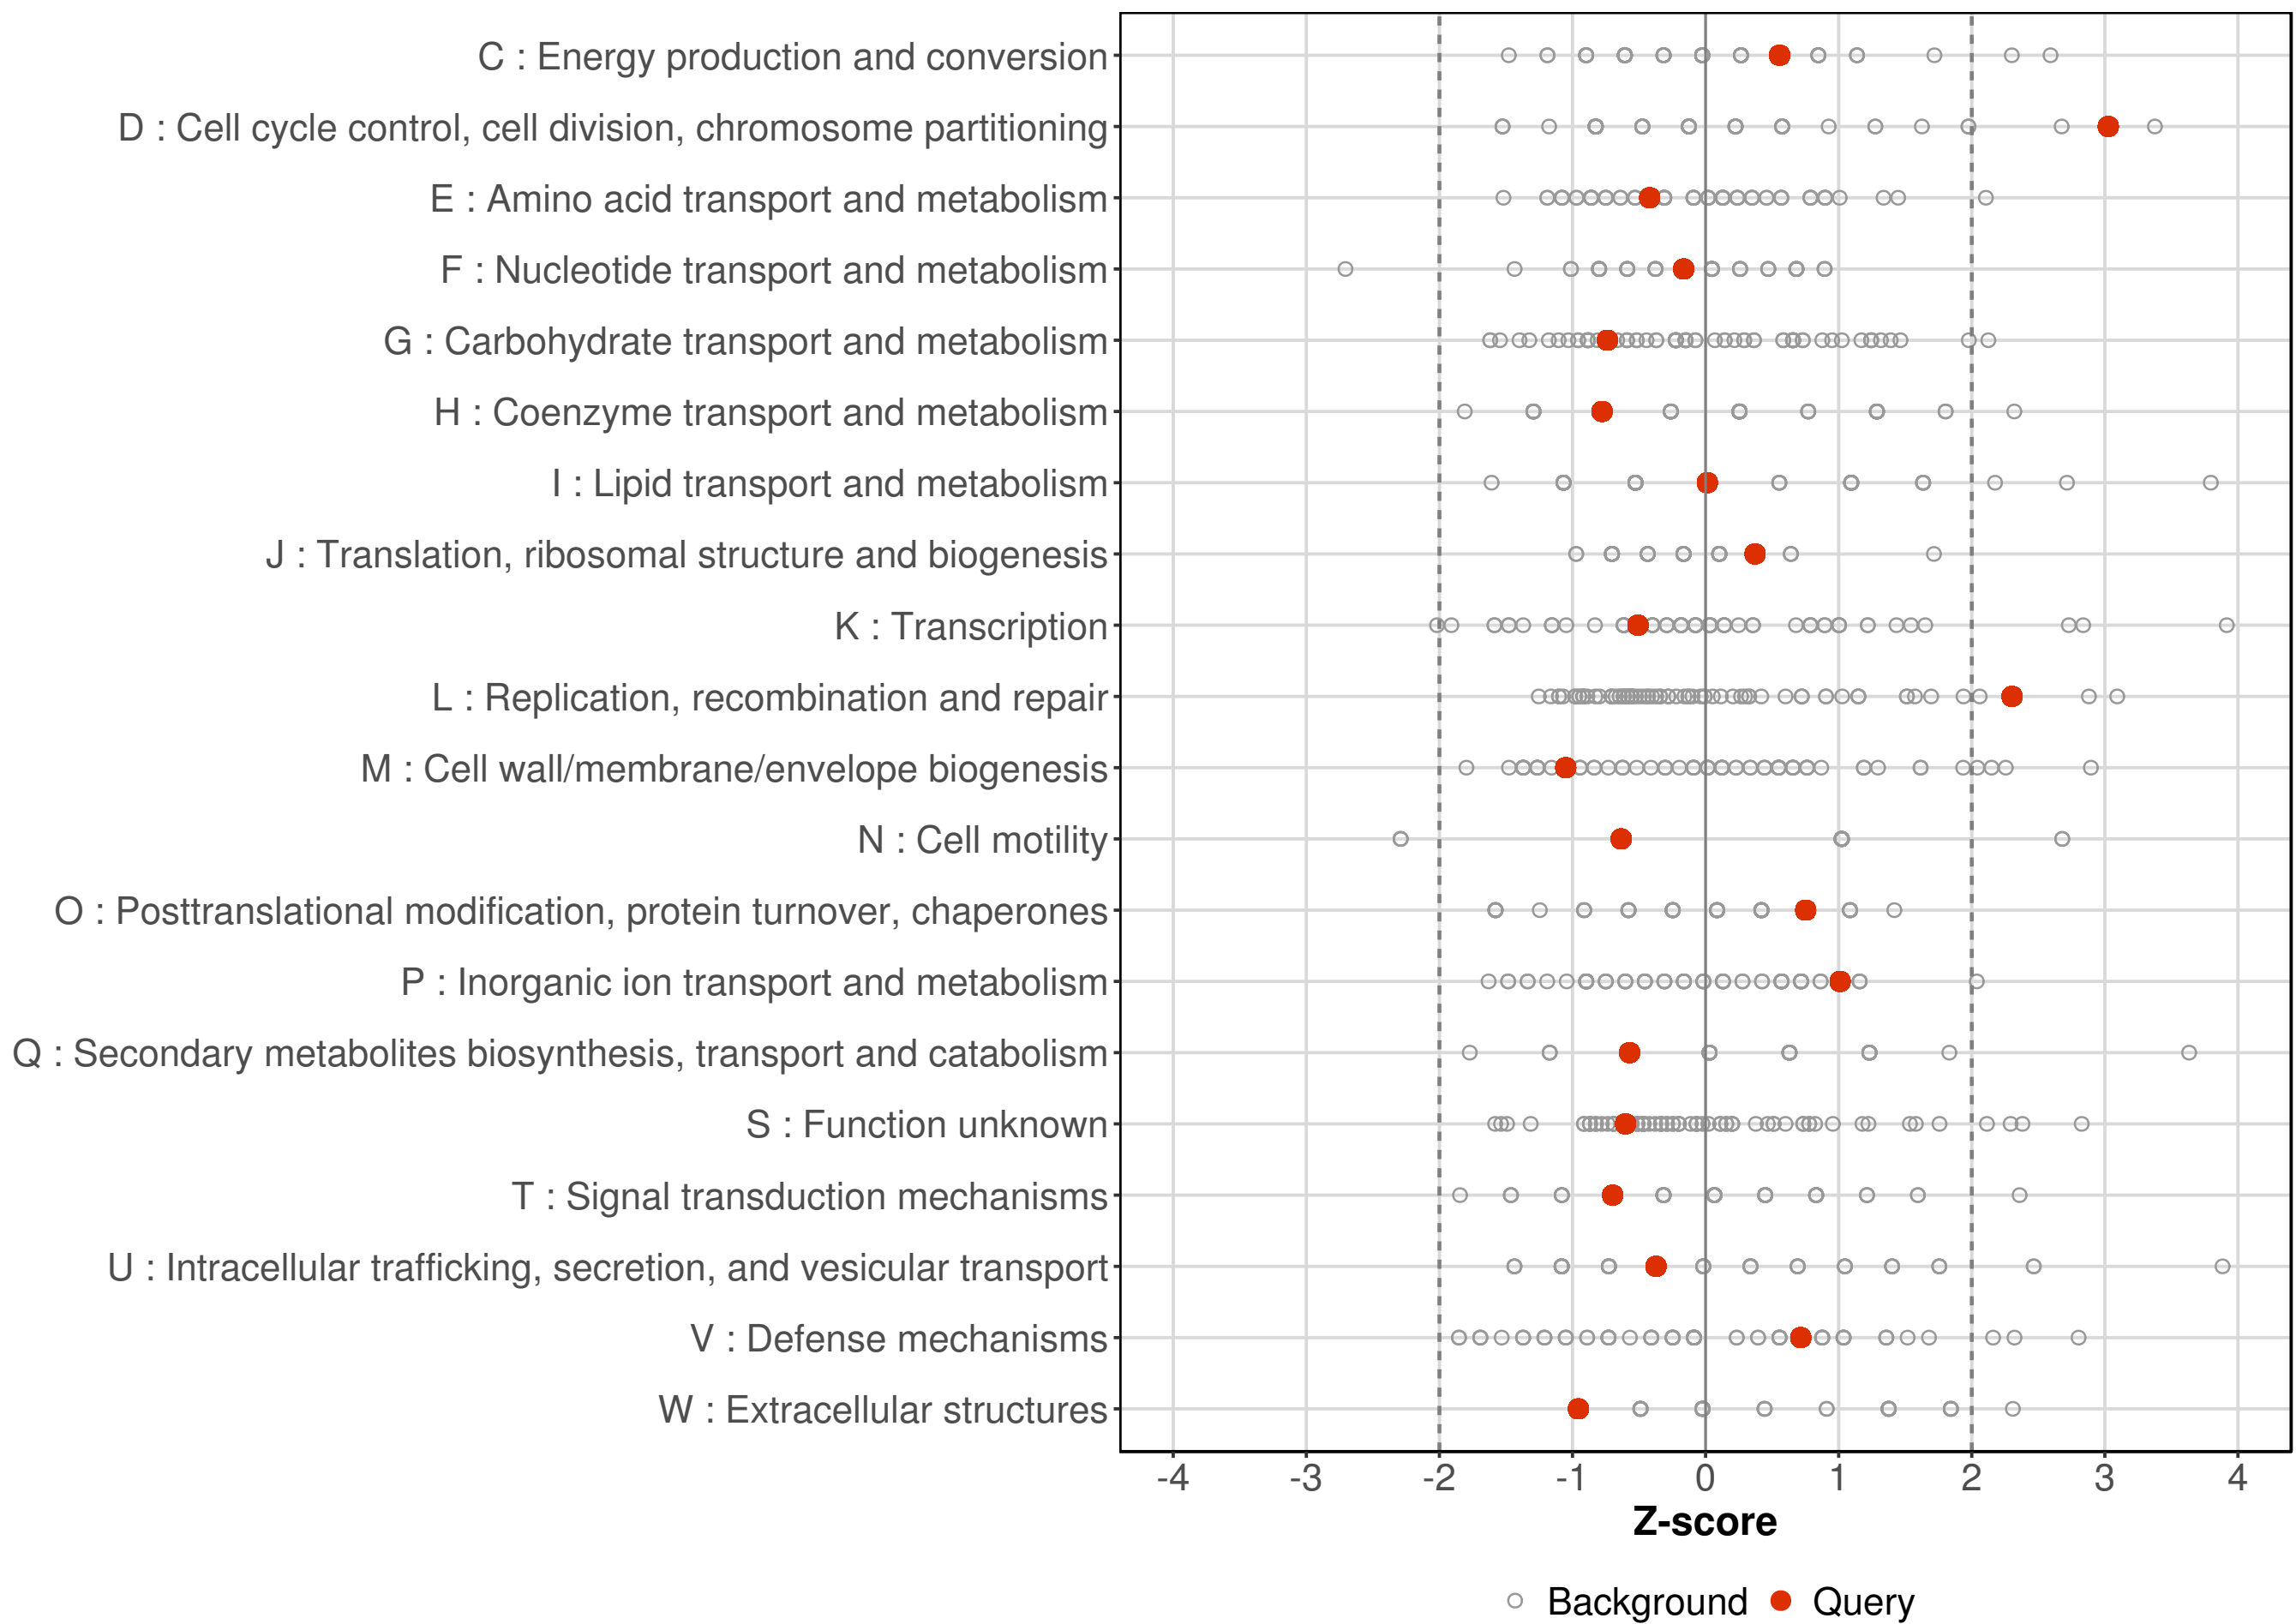 C : Energy production and conversion
D : Cell cycle control, cell division, chromosome partitioning
E : Amino acid transport and metabolism
F : Nucleotide transport and metabolism
G : Carbohydrate transport and metabolism
H : Coenzyme transport and metabolism
I : Lipid transport and metabolism
J : Translation, ribosomal structure and biogenesis
K : Transcription
L : Replication, recombination and repair
M : Cell wall/membrane/envelope biogenesis
N : Cell motility
O : Posttranslational modification, protein turnover, chaperones
P : Inorganic ion transport and metabolism
Q : Secondary metabolites biosynthesis, transport and catabolism
S : Function unknown
T : Signal transduction mechanisms
U : Intracellular trafficking, secretion, and vesicular transport
V : Defense mechanisms
W : Extracellular structures
-4 -3 -2 -1 0 1 2 3 4
Z-score
Background Query